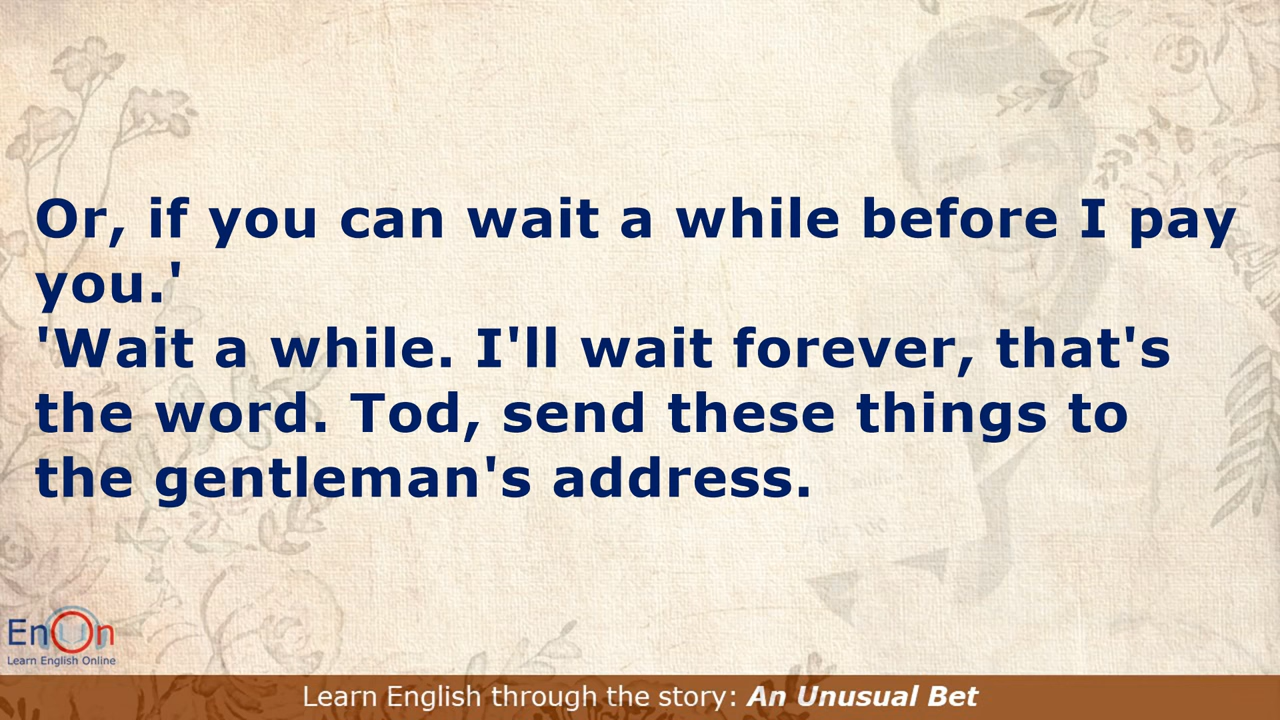 Or, if you can wait a while before I pay
you.'
'Wait a while. I'll wait forever, that's
the word. Tod, send these things to
the gentleman's address.
EnOn
Learn English Online
Learn English through the story: An Unusual Bet